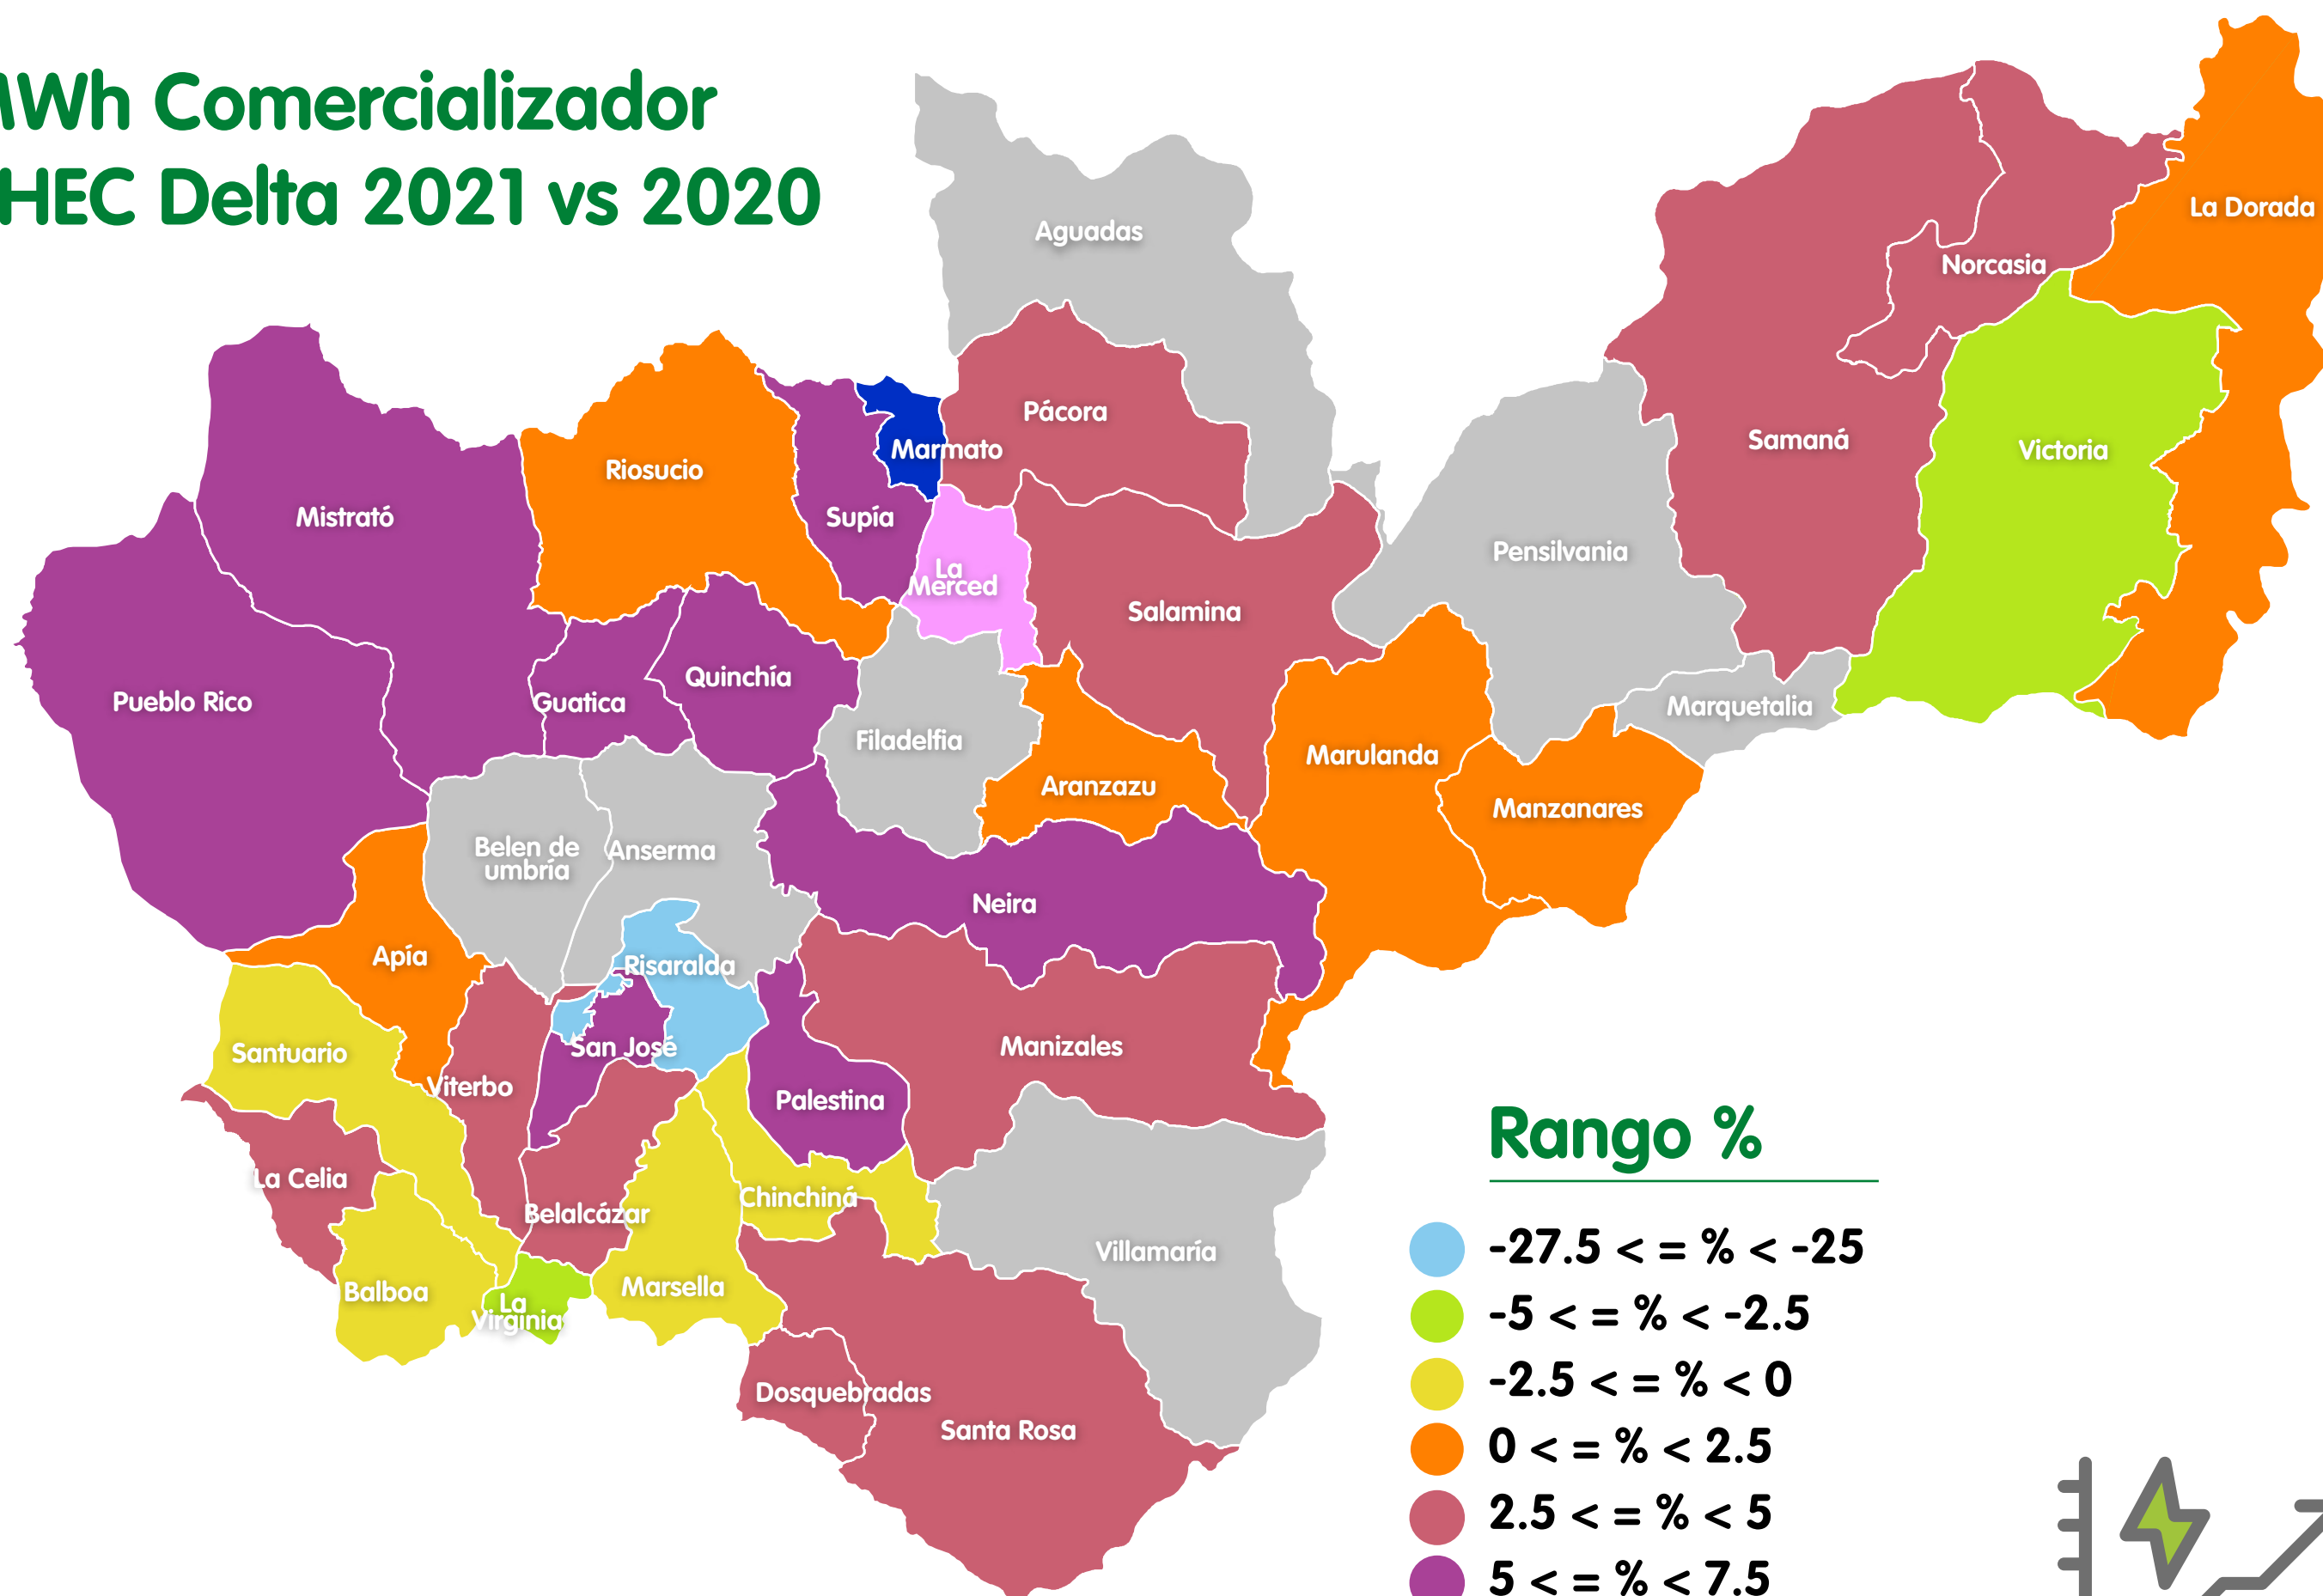 MWh Comercializador
CHEC Delta 2021 vs 2020
Aguadas
La Dorada
Norcasia
Pácora
Samaná
Victoria
Marmato
Riosucio
Mistrató
Supía
Pensilvania
La
Merced
Salamina
Quinchía
Pueblo Rico
Guatica
Marquetalia
Filadelfia
Marulanda
Aranzazu
Manzanares
Belen de
umbría
Anserma
Neira
Apía
Risaralda
Santuario
San José
Manizales
Viterbo
Palestina
La Celia
Chinchiná
Belalcázar
Villamaría
Balboa
Marsella
La
Virginia
Dosquebradas
Santa Rosa
Rango %
-27.5 < = % < -25
-5 < = % < -2.5
-2.5 < = % < 0
0 < = % < 2.5
2.5 < = % < 5
5 < = % < 7.5